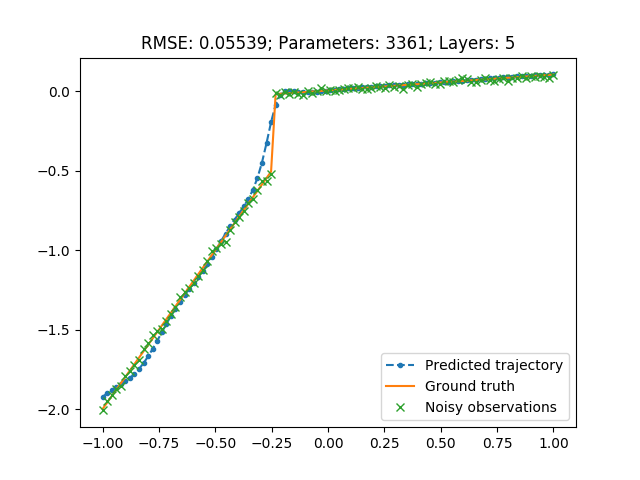 RMSE: 0.05539; Parameters: 3361; Layers: 5
0.0
−0.5
−1.0
−1.5
−2.0
Predicted trajectory
Ground truth
Noisy observations
−1.00 −0.75 −0.50 −0.25 0.00 0.25 0.50 0.75 1.00